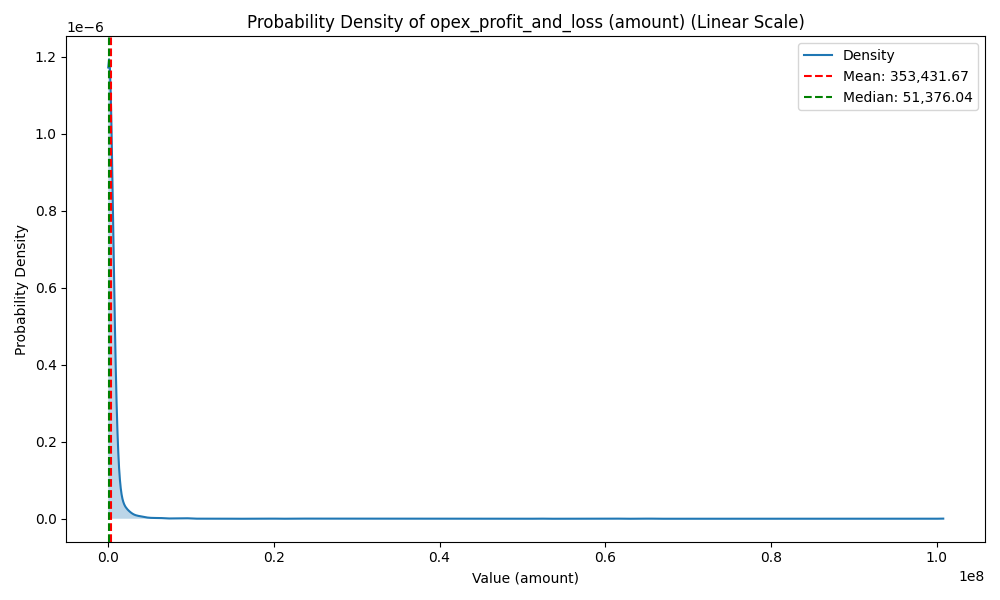 Probability Density of opex_profit_and_loss (amount) (Linear Scale)
1e−6
Density
Mean: 353,431.67
Median: 51,376.04
1.2
1.0
0.8
0.6
0.4
0.2
0.0
Probability Density
0.0 0.2 0.4 0.6 0.8 1.0
1e8
Value (amount)